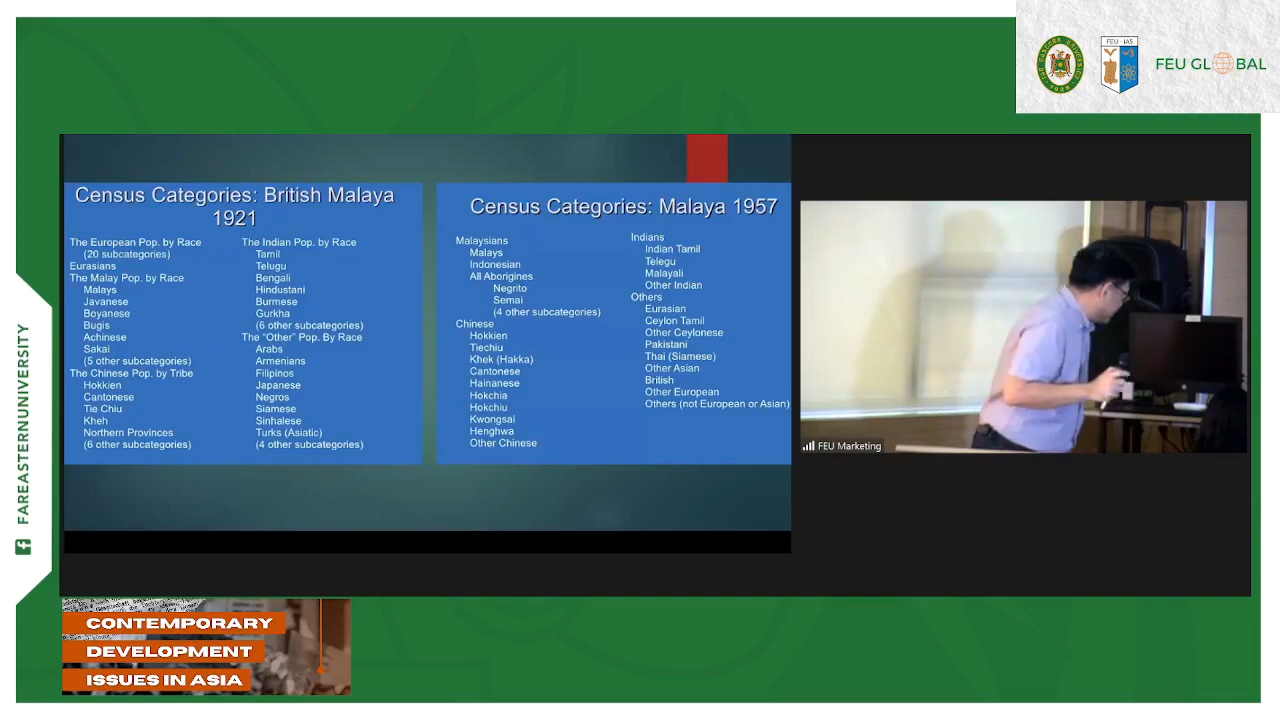 FEU - IAS
FEU GLOBAL
Census Categories: British Malaya
1921
The European Pop. by Race
(20 subcategories)
Eurasians
The Malay Pop. by Race
Malays
Javanese
Boyanese
Bugis
Achinese
Sakai
(5 other subcategories)
The Chinese Pop. by Tribe
Hokkien
Cantonese
Tie Chiu
Kheh
Northern Provinces
(6 other subcategories)
The Indian Pop. by Race
Tamil
Telugu
Bengali
Hindustani
Burmese
Gurkha
(6 other subcategories)
The "Other" Pop. By Race
Arabs
Armenians
Filipinos
Japanese
Negros
Siamese
Sinhalese
Turks (Asiatic)
(4 other subcategories)
Census Categories: Malaya 1957
Malaysians
Malays
Indonesian
All Aborigines
Negrito
Semai
(4 other subcategories)
Chinese
Hokkien
Tiechiu
Khek (Hakka)
Cantonese
Hainanese
Hokchia
Hokchiu
Kwongsai
Henghwa
Other Chinese
Indians
Indian Tamil
Telegu
Malayali
Other Indian
Others
Eurasian
Ceylon Tamil
Other Ceylonese
Pakistani
Thai (Siamese)
Other Asian
British
Other European
Others (not European or Asian)
FEU Marketing
FAREASTERNUNIVERSITY
CONTEMPORARY
DEVELOPMENT
ISSUES IN ASIA